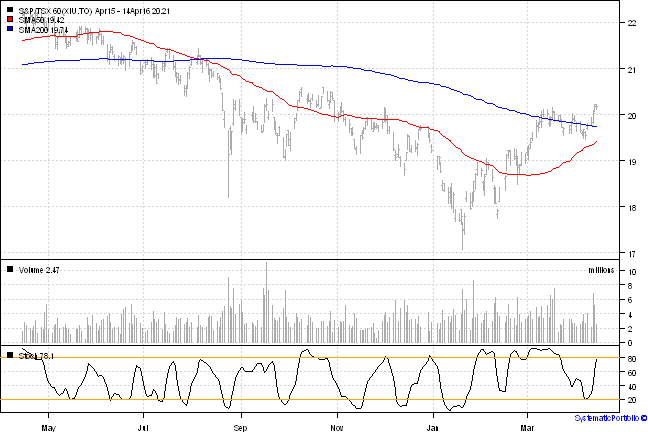 S&P/TSX 60(XIU.TO) Apr15 - 14Apr16 20.21
SMA50 19.42
SMA200 19.74
22
21
20
19
18
17
Volume 2.47
millions
10
8
6
4
2
0
Stoch 78.1
80
60
40
20
May
Jul
Sep
Nov
Jan
Mar
SystematicPortfolio ©